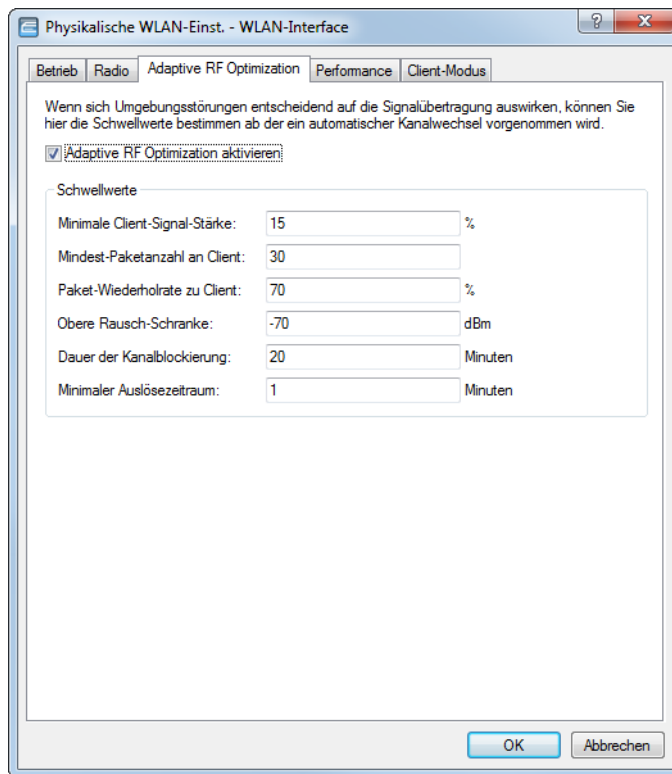 Physikalische WLAN-Einst. - WLAN-Interface
Betrieb Radio Adaptive RF Optimization Performance Client-Modus
Wenn sich Umgebungsstörungen entscheidend auf die Signalübertragung auswirken, können Sie
hier die Schwellwerte bestimmen ab der ein automatischer Kanalwechsel vorgenommen wird.
Adaptive RF Optimization aktivieren
Schwellwerte
Minimale Client-Signal-Stärke: 15 %
Mindest-Paketanzahl an Client: 30
Paket-Wiederholrate zu Client: 70 %
Obere Rausch-Schranke: -70 dBm
Dauer der Kanalblockierung: 20 Minuten
Minimaler Auslösezeitraum: 1 Minuten
OK Abbrechen